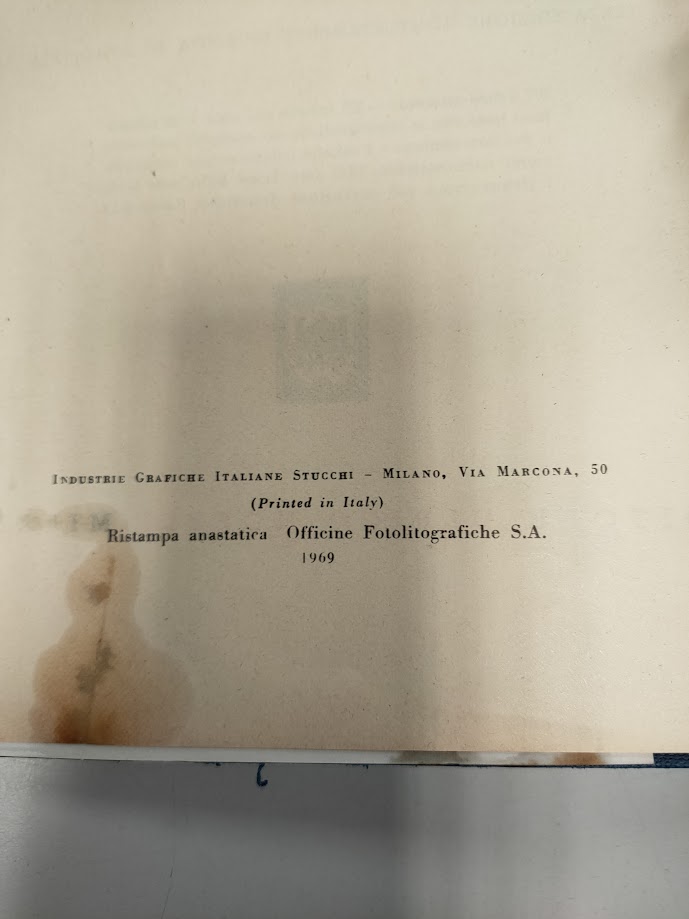 Industrie Grafiche Italiane Stucchi – Milano, Via Marcona, 50
(Printed in Italy)
Ristampa anastatica Officine Fotolitografiche S.A.
1969